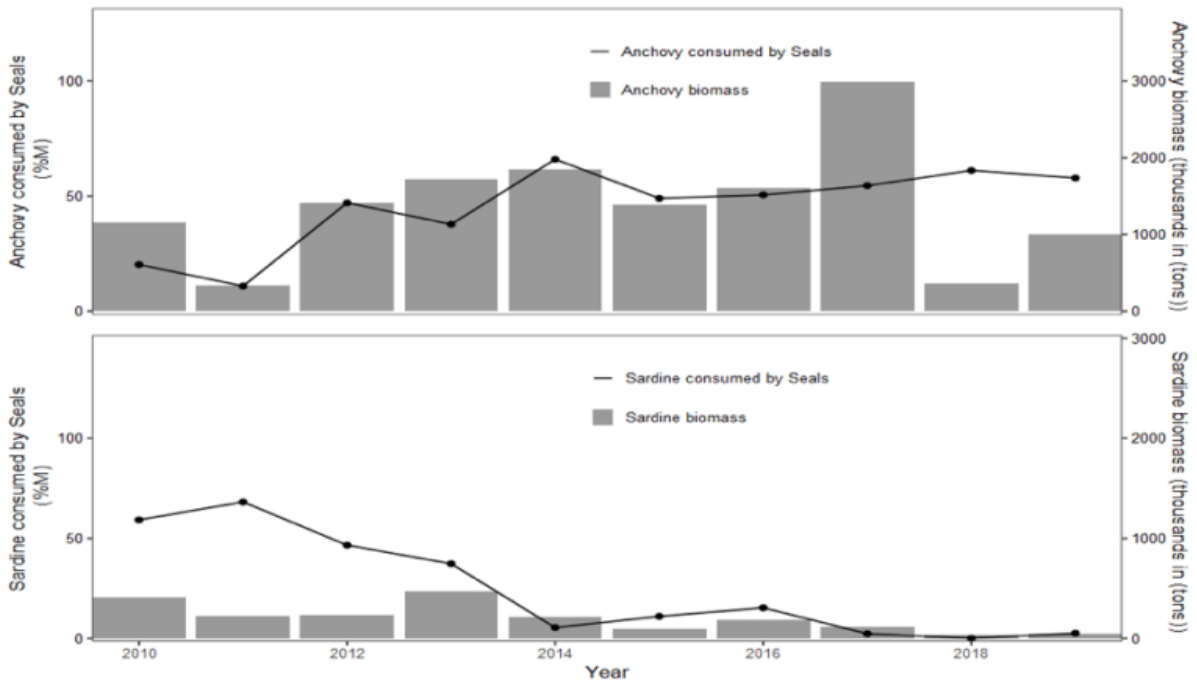 Anchovy consumed by Seals
(%M)
100
50
0
Anchovy consumed by Seals
Anchovy biomass
3000
2000
1000
0
Anchovy biomass (thousands in (tons))
Sardine consumed by Seals
(%M)
100
50
0
Sardine consumed by Seals
Sardine biomass
3000
2000
1000
0
Sardine biomass (thousands in (tons))
2010
2012
2014
2016
2018
Year